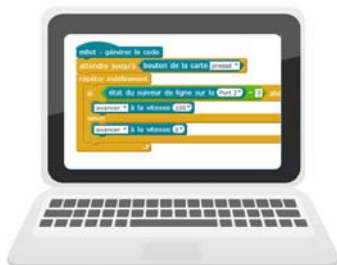 mBot - générer le code
attendre jusqu'à bouton de la carte pressé
répéter indéfiniment
si état du suiveur de ligne sur le Port 2 = alors
avancer à la vitesse 100
sinon
avancer à la vitesse 0